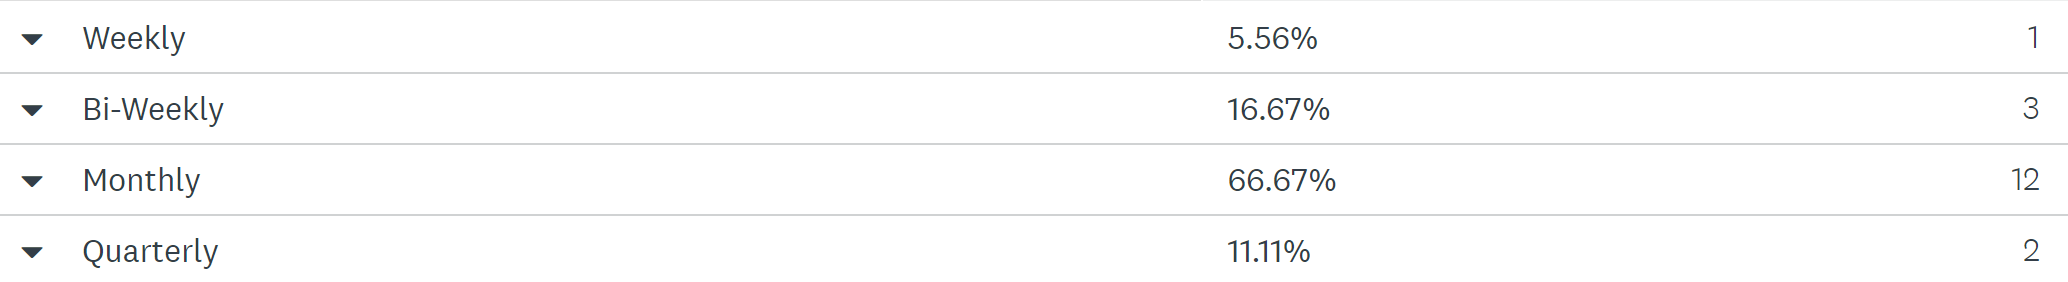 Weekly 5.56% 1
Bi-Weekly 16.67% 3
Monthly 66.67% 12
Quarterly 11.11% 2